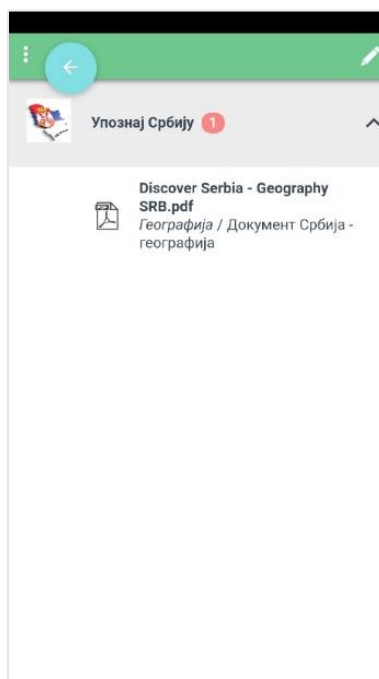 Упознај Србију 1
Discover Serbia - Geography
SRB.pdf
Географија / Документ Србија -
географија